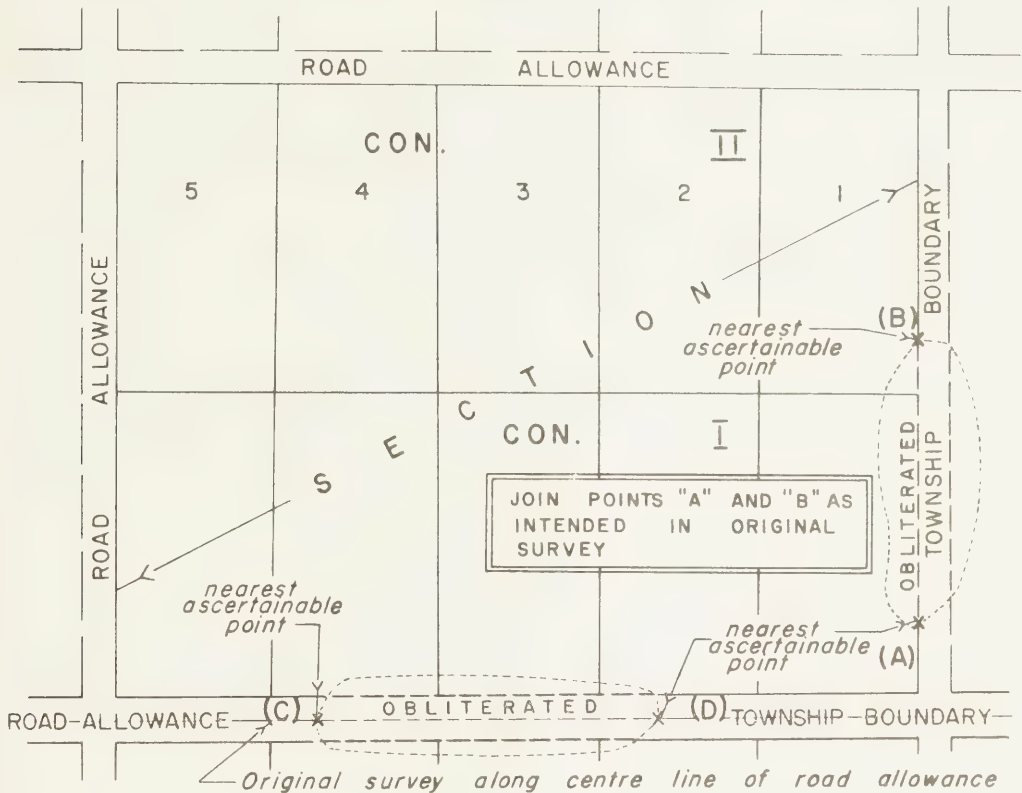 ROAD ALLOWANCE
CON. II
5 4 3 2 1
ROAD ALLOWANCE
SECTION
BOUNDARY
(B)
nearest
ascertainable
point
CON. I
OBLITERATED
TOWNSHIP
JOIN POINTS "A" AND "B" AS
INTENDED IN ORIGINAL
SURVEY
nearest
ascertainable
point
nearest
ascertainable
point
(A)
ROAD-ALLOWANCE (C) OBLITERATED (D) TOWNSHIP-BOUNDARY
Original survey along centre line of road allowance